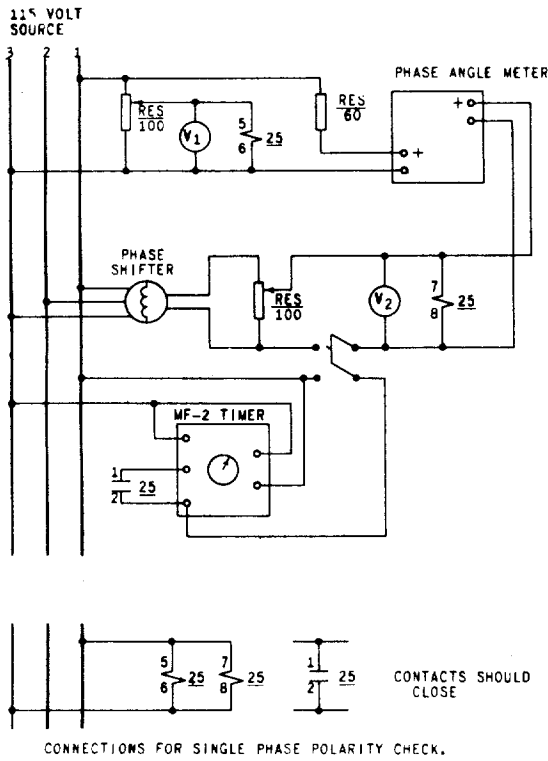 115 VOLT
SOURCE
3 2 1
PHASE ANGLE METER
RES
100
V1
5
6
25
RES
60
+
+
PHASE
SHIFTER
RES
100
V2
7
8
25
MF-2 TIMER
1
2
25
5
6
25
7
8
25
1
2
25
CONTACTS SHOULD
CLOSE
CONNECTIONS FOR SINGLE PHASE POLARITY CHECK.